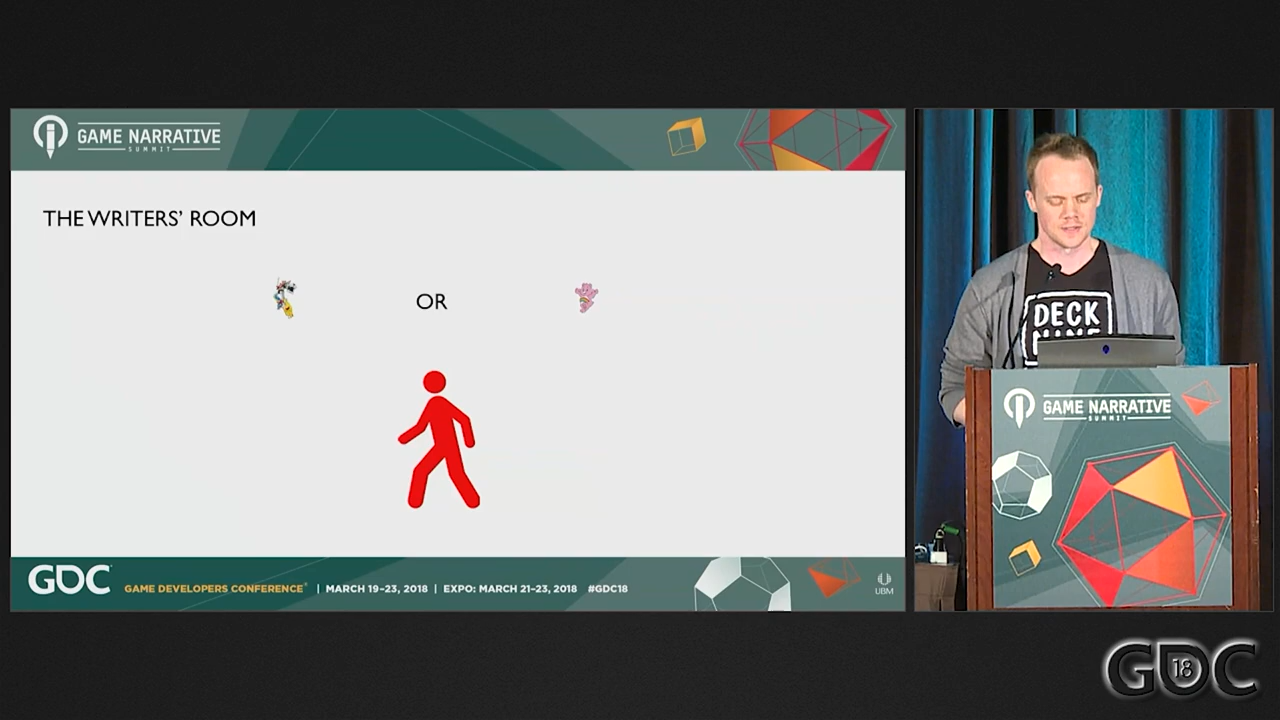 GAME NARRATIVE
SUMMIT
THE WRITERS' ROOM
OR
GDC
GAME DEVELOPERS CONFERENCE® | MARCH 19–23, 2018 | EXPO: MARCH 21–23, 2018 #GDC18
UBM
DECK
NINE
GAME NARRATIVE
SUMMIT
GDC
18